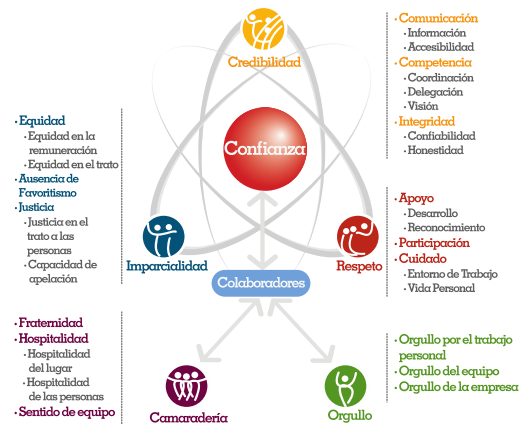 Credibilidad
· Comunicación
· Información
· Accesibilidad
· Competencia
· Coordinación
· Delegación
· Visión
· Integridad
· Confiabilidad
· Honestidad
Confianza
· Equidad
· Equidad en la
remuneración
· Equidad en el trato
· Ausencia de
Favoritismo
· Justicia
· Justicia en el
trato a las
personas
· Capacidad de
apelación
Imparcialidad
Respeto
· Apoyo
· Desarrollo
· Reconocimiento
· Participación
· Cuidado
· Entorno de Trabajo
· Vida Personal
Colaboradores
· Fraternidad
· Hospitalidad
· Hospitalidad
del lugar
· Hospitalidad
de las personas
· Sentido de equipo
Camaradería
Orgullo
· Orgullo por el trabajo
personal
· Orgullo del equipo
· Orgullo de la empresa